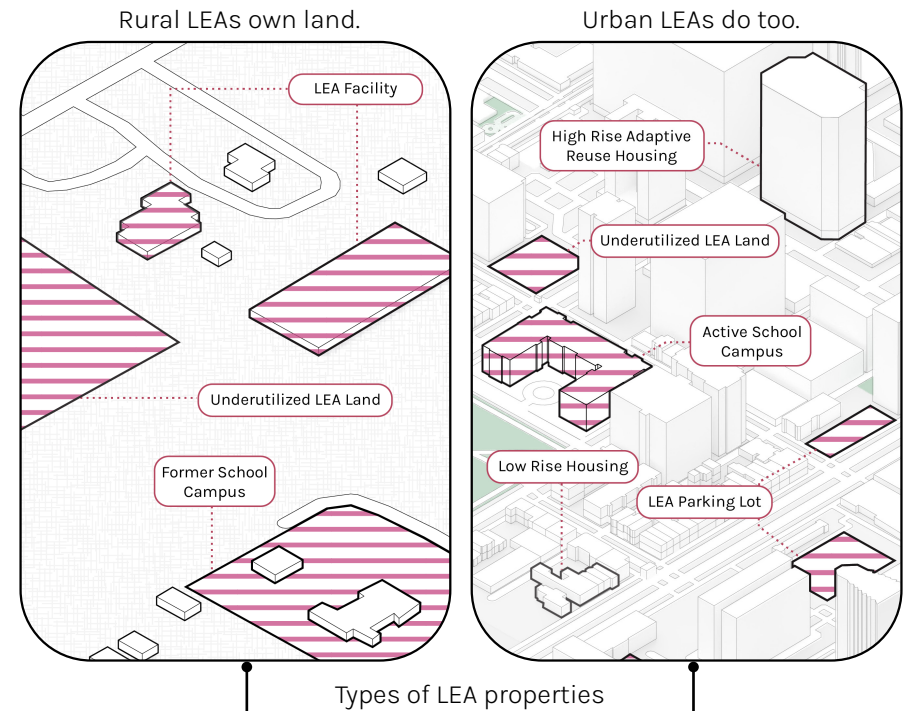 Rural LEAs own land.
Urban LEAs do too.
LEA Facility
Underutilized LEA Land
Former School
Campus
High Rise Adaptive
Reuse Housing
Underutilized LEA Land
Active School
Campus
Low Rise Housing
LEA Parking Lot
Types of LEA properties